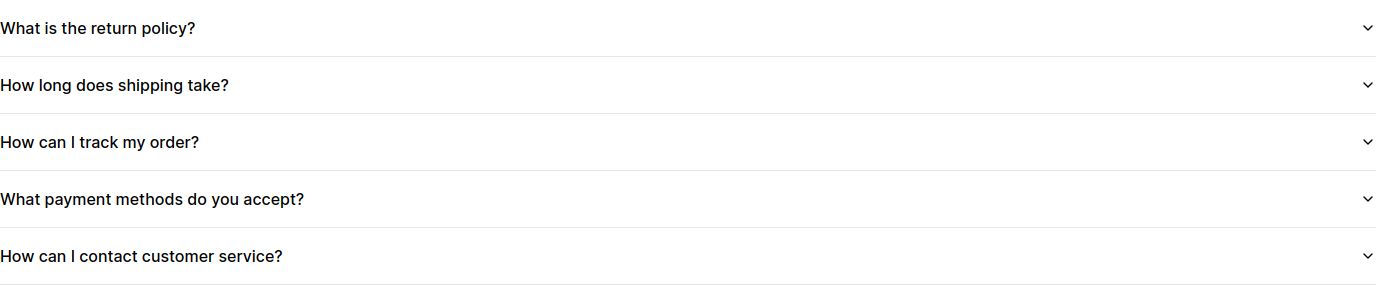 What is the return policy?
How long does shipping take?
How can I track my order?
What payment methods do you accept?
How can I contact customer service?